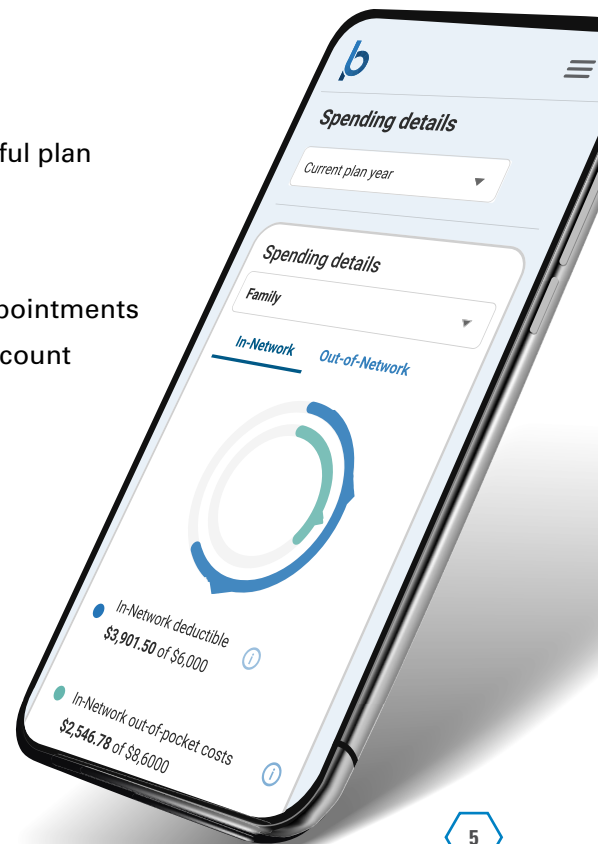 ful plan
pointments
count
b
Spending details
Current plan year
Spending details
Family
In-Network Out-of-Network
In-Network deductible
$3,901.50 of $6,000
In-Network out-of-pocket costs
$2,546.78 of $8,6000
5